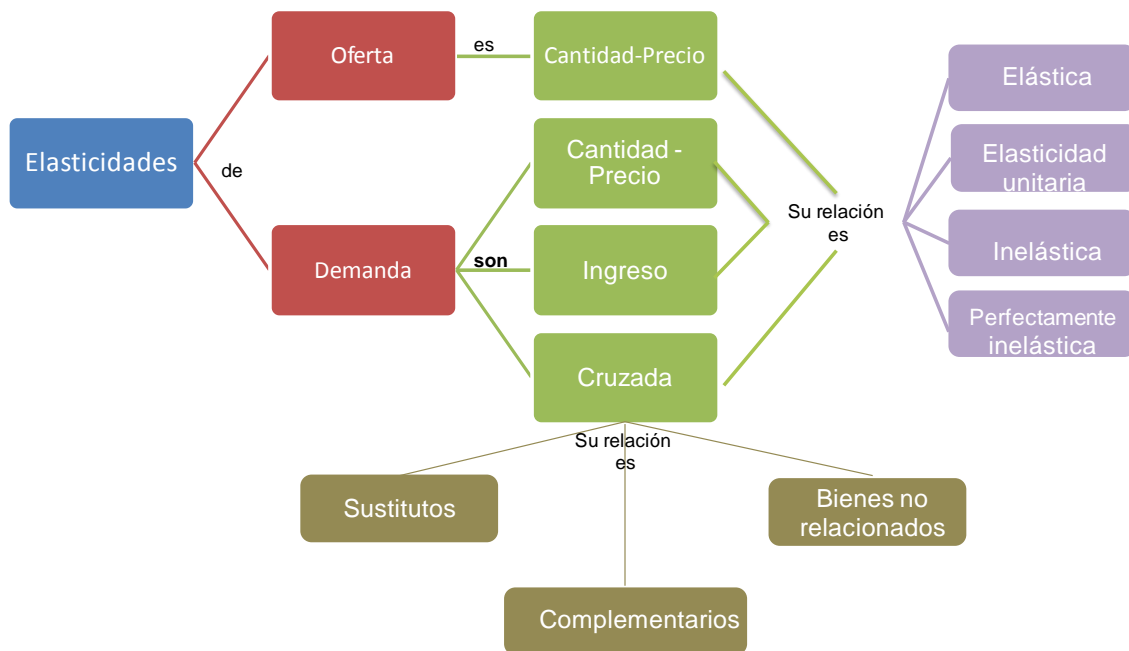 Elasticidades
de
Oferta
es
Cantidad-Precio
Demanda
son
Cantidad -
Precio
Ingreso
Cruzada
Su relación
es
Elástica
Elasticidad
unitaria
Inelástica
Perfectamente
inelástica
Su relación
es
Sustitutos
Complementarios
Bienes no
relacionados